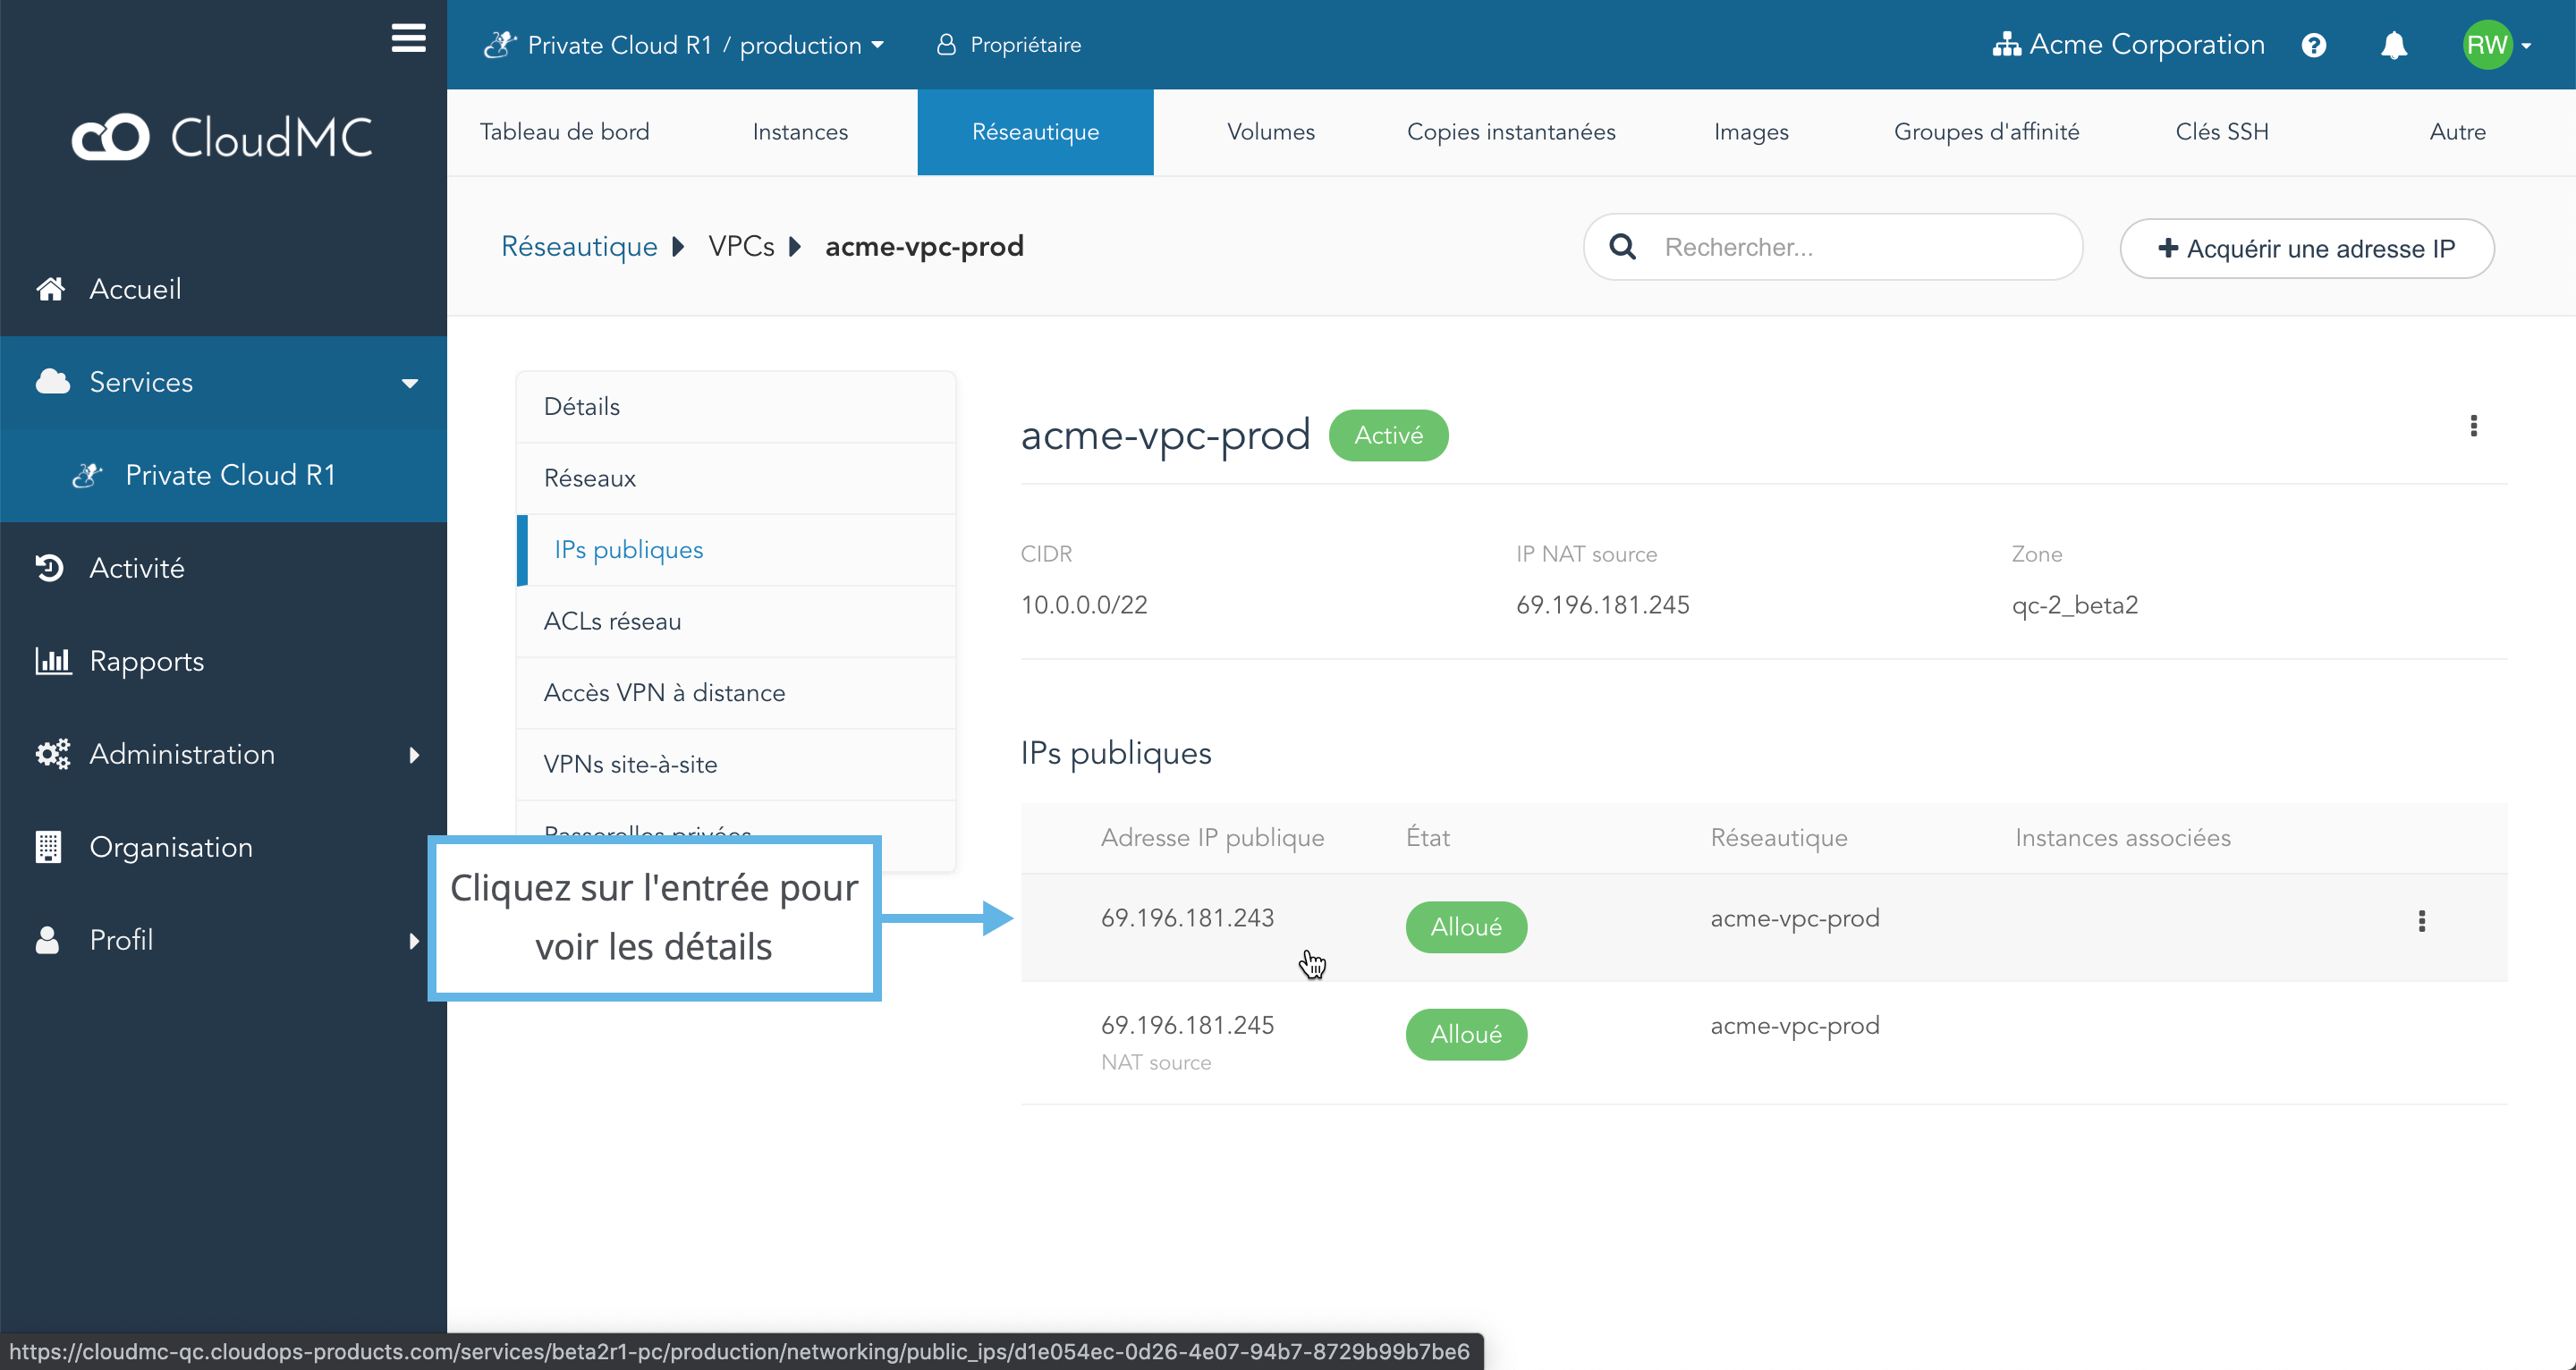 Private Cloud R1 / production
Propriétaire
Acme Corporation
RW
CloudMC
Tableau de bord
Instances
Réseautique
Volumes
Copies instantanées
Images
Groupes d'affinité
Clés SSH
Autre
Réseautique VPCs acme-vpc-prod
Rechercher...
Acquérir une adresse IP
Accueil
Services
Private Cloud R1
Activité
Rapports
Administration
Organisation
Profil
Détails
Réseaux
IPs publiques
ACLs réseau
Accès VPN à distance
VPNs site-à-site
Passerelles privées
Cliquez sur l'entrée pour
voir les détails
acme-vpc-prod Activé
CIDR IP NAT source Zone
10.0.0.0/22 69.196.181.245 qc-2_beta2
IPs publiques
Adresse IP publique État Réseautique Instances associées
69.196.181.243 Alloué acme-vpc-prod
69.196.181.245 Alloué acme-vpc-prod
NAT source
https://cloudmc-qc.cloudops-products.com/services/beta2r1-pc/production/networking/public_ips/d1e054ec-0d26-4e07-94b7-8729b99b7be6